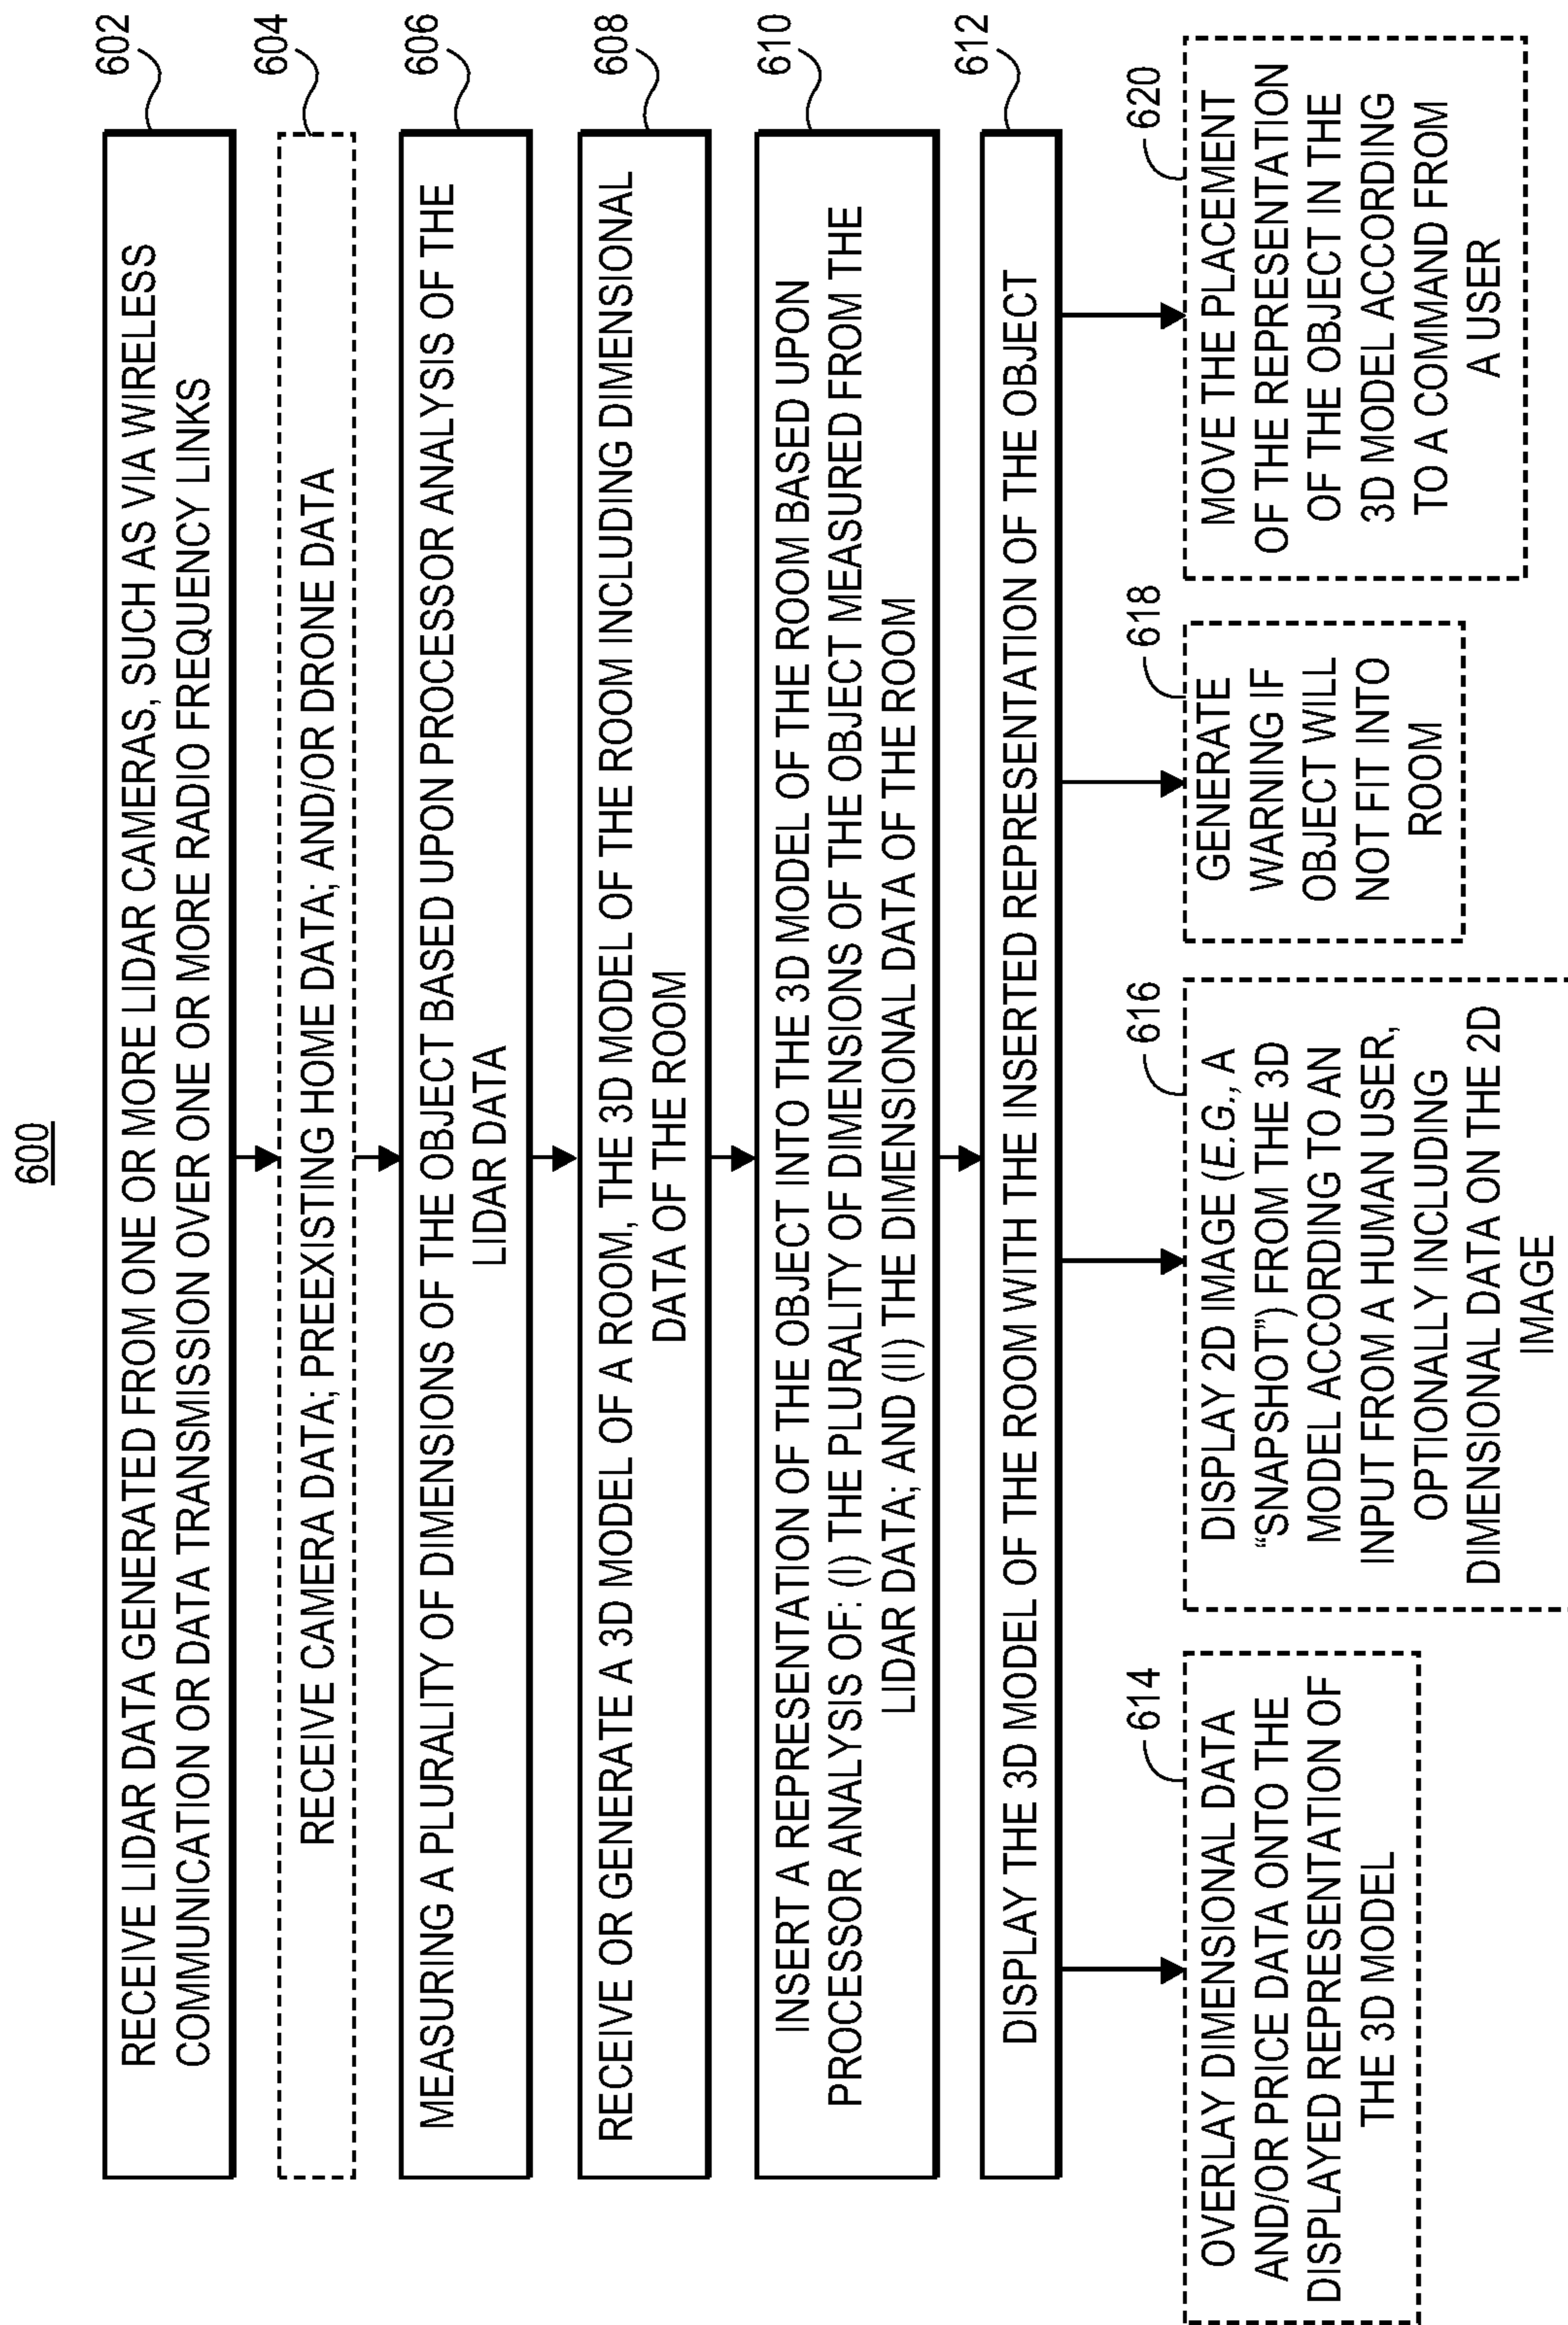 600
RECEIVE LIDAR DATA GENERATED FROM ONE OR MORE LIDAR CAMERAS, SUCH AS VIA WIRELESS
COMMUNICATION OR DATA TRANSMISSION OVER ONE OR MORE RADIO FREQUENCY LINKS
602
RECEIVE CAMERA DATA; PREEXISTING HOME DATA; AND/OR DRONE DATA
604
MEASURING A PLURALITY OF DIMENSIONS OF THE OBJECT BASED UPON PROCESSOR ANALYSIS OF THE
LIDAR DATA
606
RECEIVE OR GENERATE A 3D MODEL OF A ROOM, THE 3D MODEL OF THE ROOM INCLUDING DIMENSIONAL
DATA OF THE ROOM
608
INSERT A REPRESENTATION OF THE OBJECT INTO THE 3D MODEL OF THE ROOM BASED UPON
PROCESSOR ANALYSIS OF: (I) THE PLURALITY OF DIMENSIONS OF THE OBJECT MEASURED FROM THE
LIDAR DATA; AND (II) THE DIMENSIONAL DATA OF THE ROOM
610
DISPLAY THE 3D MODEL OF THE ROOM WITH THE INSERTED REPRESENTATION OF THE OBJECT
612
614
OVERLAY DIMENSIONAL DATA
AND/OR PRICE DATA ONTO THE
DISPLAYED REPRESENTATION OF
THE 3D MODEL
616
DISPLAY 2D IMAGE (E.G., A
“SNAPSHOT”) FROM THE 3D
MODEL ACCORDING TO AN
INPUT FROM A HUMAN USER,
OPTIONALLY INCLUDING
DIMENSIONAL DATA ON THE 2D
IMAGE
618
GENERATE
WARNING IF
OBJECT WILL
NOT FIT INTO
ROOM
620
MOVE THE PLACEMENT
OF THE REPRESENTATION
OF THE OBJECT IN THE
3D MODEL ACCORDING
TO A COMMAND FROM
A USER